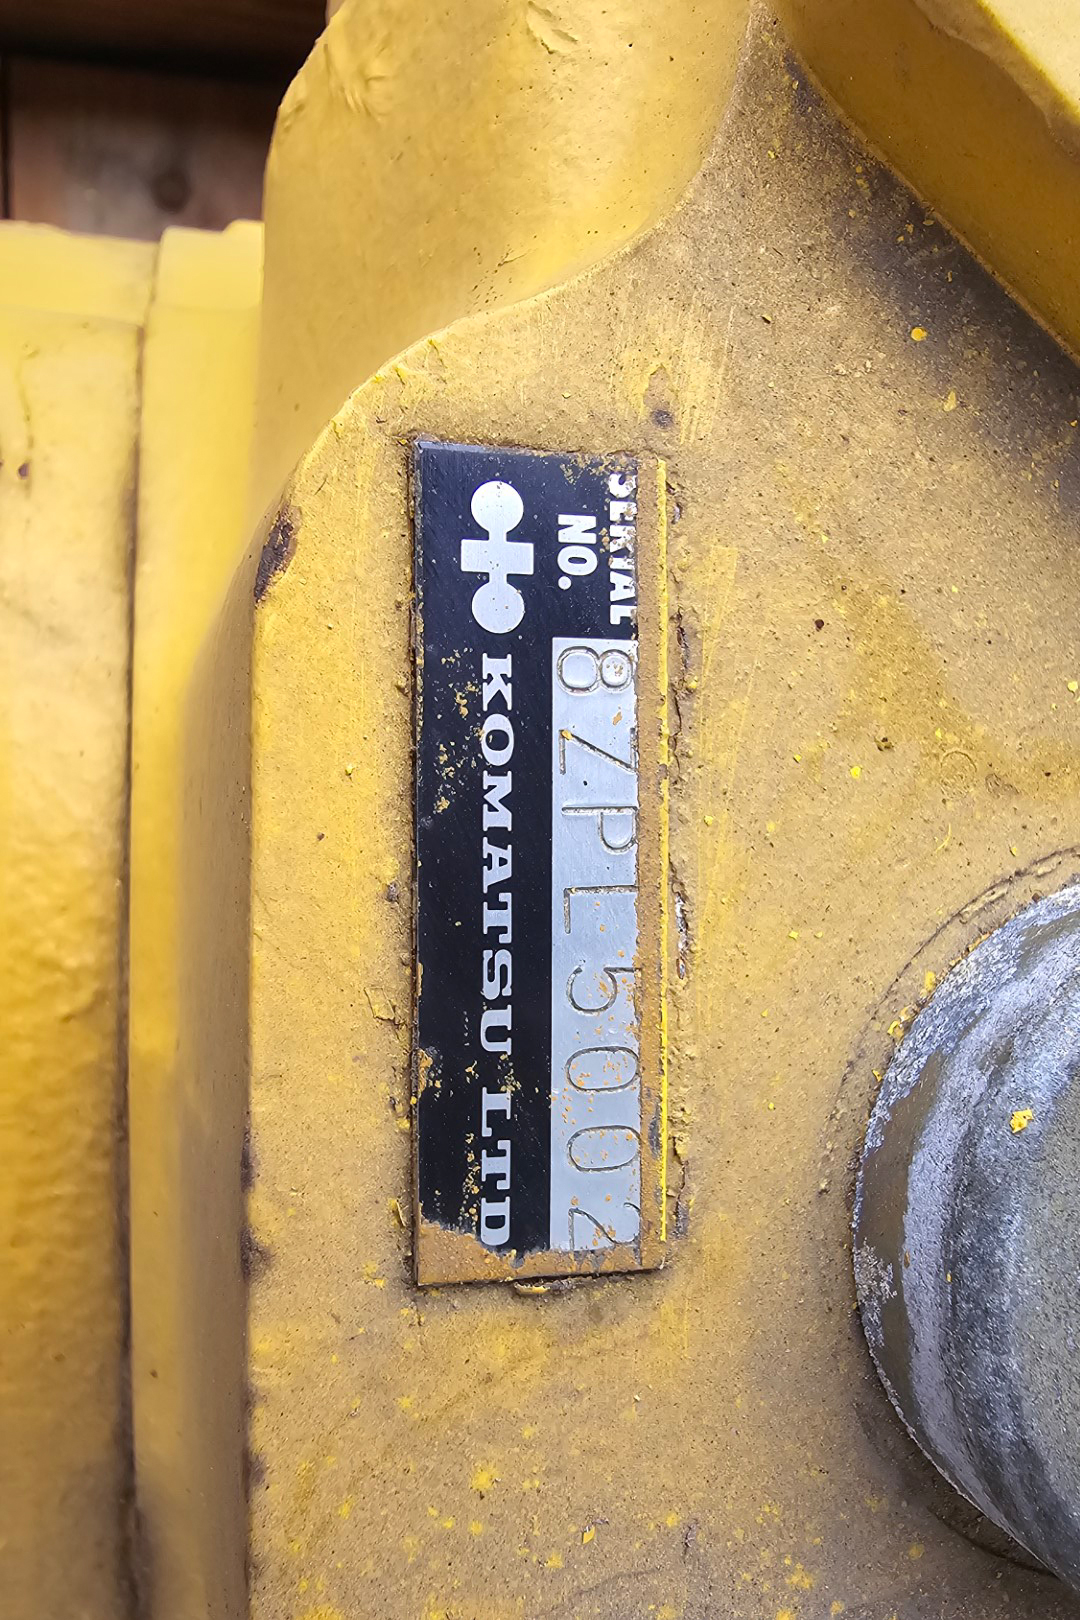 SERIAL
NO.
8ZPL5002
KOMATSU LTD